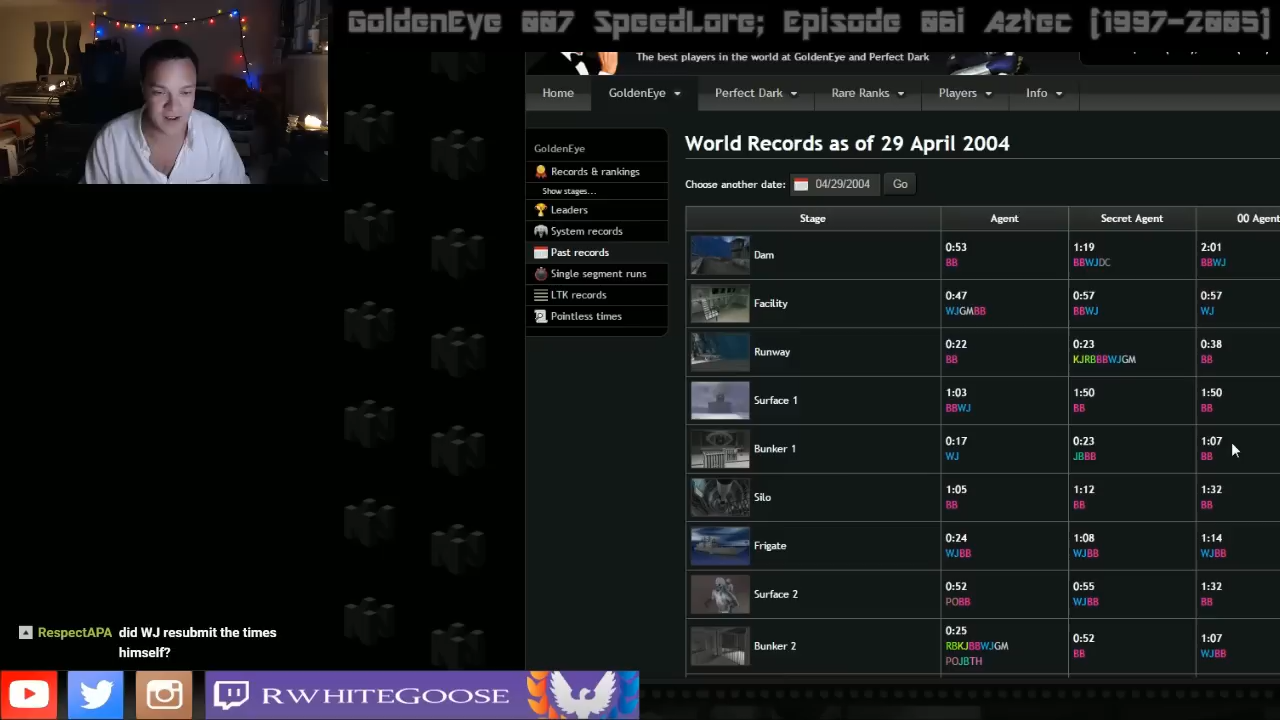 GoldenEye 007 SpeedLore; Episode 06i Aztec [1997-2005]
The best players in the world at GoldenEye and Perfect Dark
Home GoldenEye Perfect Dark Rare Ranks Players Info
GoldenEye
Records & rankings
Show stages...
Leaders
System records
Past records
Single segment runs
LTK records
Pointless times
World Records as of 29 April 2004
Choose another date: 04/29/2004 Go
Stage Agent Secret Agent 00 Agent
Dam 0:53 1:19 2:01
BB BBWJDC BBWJ
Facility 0:47 0:57 0:57
WJGMBB BBWJ WJ
Runway 0:22 0:23 0:38
BB KJRBBBWJGM BB
Surface 1 1:03 1:50 1:50
BBWJ BB BB
Bunker 1 0:17 0:23 1:07
WJ JBBB BB
Silo 1:05 1:12 1:32
BB BB BB
Frigate 0:24 1:08 1:14
WJBB WJBB WJBB
Surface 2 0:52 0:55 1:32
POBB WJBB BB
Bunker 2 0:25 0:52 1:07
RBKJBBWJGM BB WJBB
POJBTH
RespectAPA did WJ resubmit the times
himself?
RWHITEGOOSE